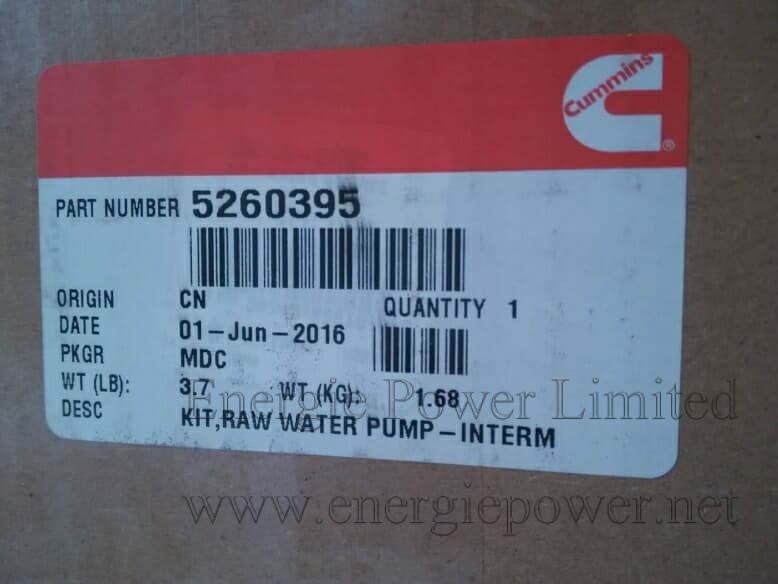 Cummins
®
PART NUMBER 5260395
ORIGIN CN QUANTITY 1
DATE 01-Jun-2016
PKGR MDC
WT (LB): 3.7 WT (KG): 1.68
DESC KIT,RAW WATER PUMP-INTERM
Energie Power Limited
www.energiepower.net